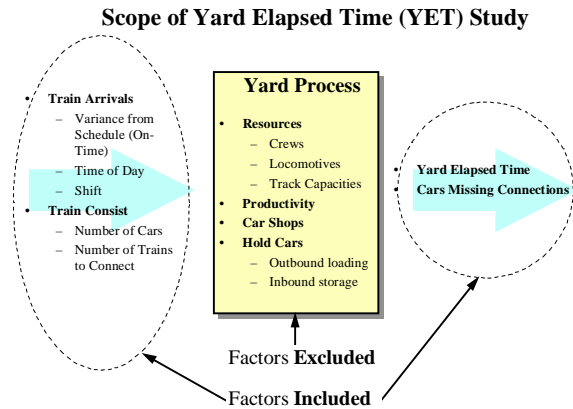 Scope of Yard Elapsed Time (YET) Study
• Train Arrivals
– Variance from
Schedule (On-
Time)
– Time of Day
– Shift
• Train Consist
– Number of Cars
– Number of Trains
to Connect
Yard Process
• Resources
– Crews
– Locomotives
– Track Capacities
• Productivity
• Car Shops
• Hold Cars
– Outbound loading
– Inbound storage
• Yard Elapsed Time
• Cars Missing Connections
Factors Excluded
Factors Included